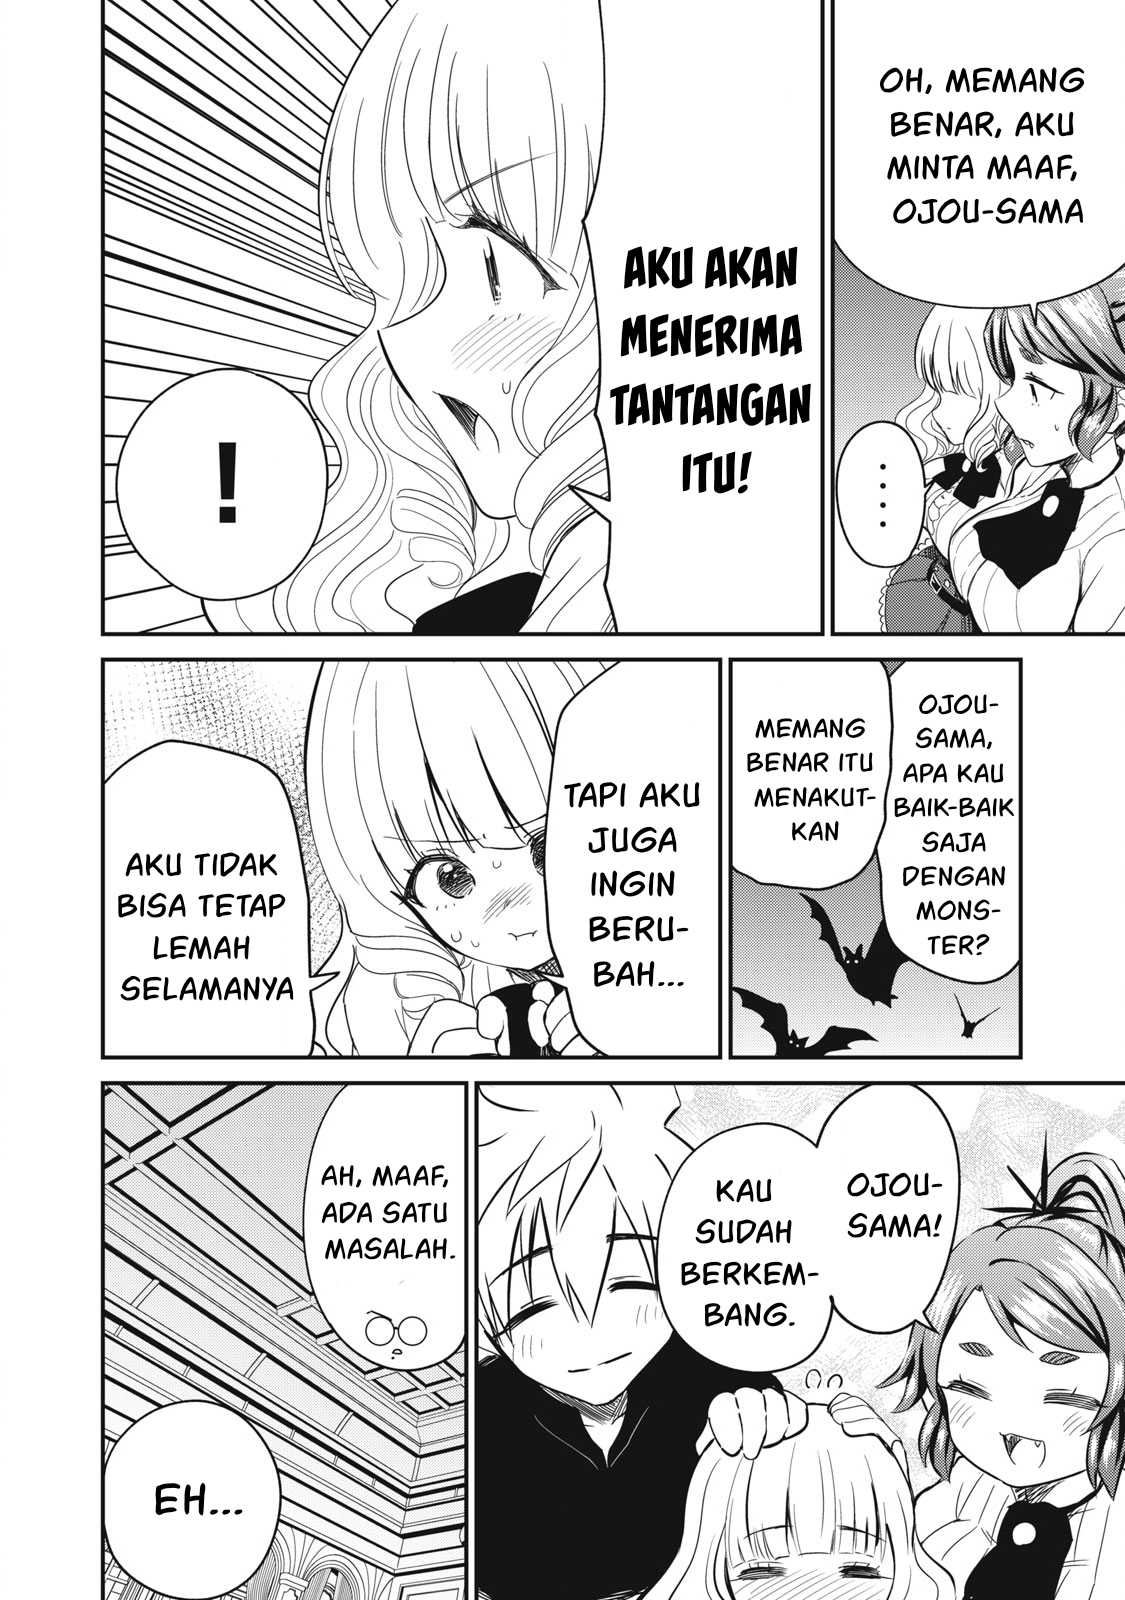 OH, MEMANG
BENAR, AKU
MINTA MAAF,
OJOU-SAMA
. . . .
AKU AKAN
MENERIMA
TANTANGAN
ITU!
!
OJOU-
SAMA,
APA KAU
BAIK-BAIK
SAJA
DENGAN
MONS-
TER?
MEMANG
BENAR ITU
MENAKUT-
KAN
TAPI AKU
JUGA
INGIN
BERU-
BAH...
AKU TIDAK
BISA TETAP
LEMAH
SELAMANYA
OJOU-
SAMA!
KAU
SUDAH
BERKEM-
BANG.
AH, MAAF,
ADA SATU
MASALAH.
EH...